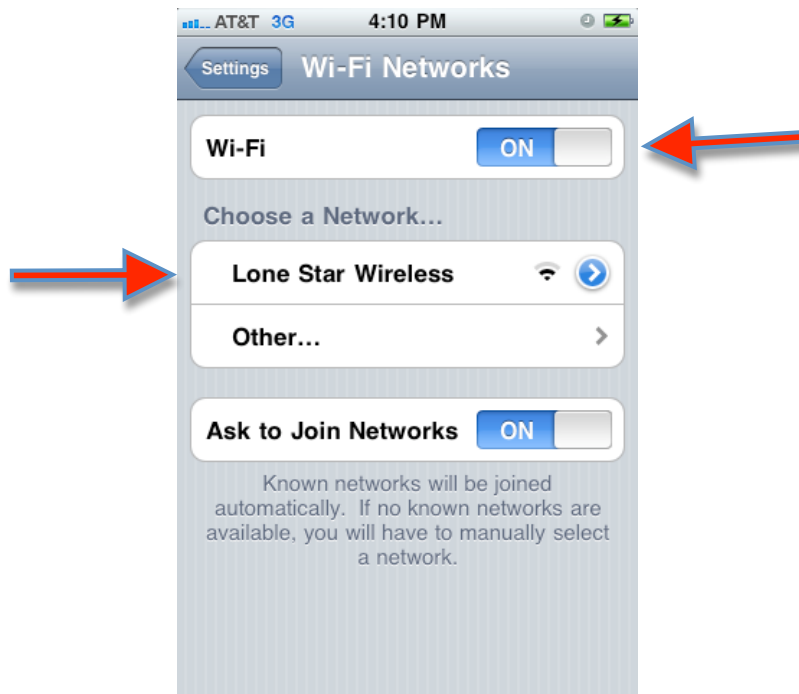 AT&T 3G 4:10 PM
Settings Wi-Fi Networks
Wi-Fi ON
Choose a Network...
Lone Star Wireless
Other...
Ask to Join Networks ON
Known networks will be joined
automatically. If no known networks are
available, you will have to manually select
a network.